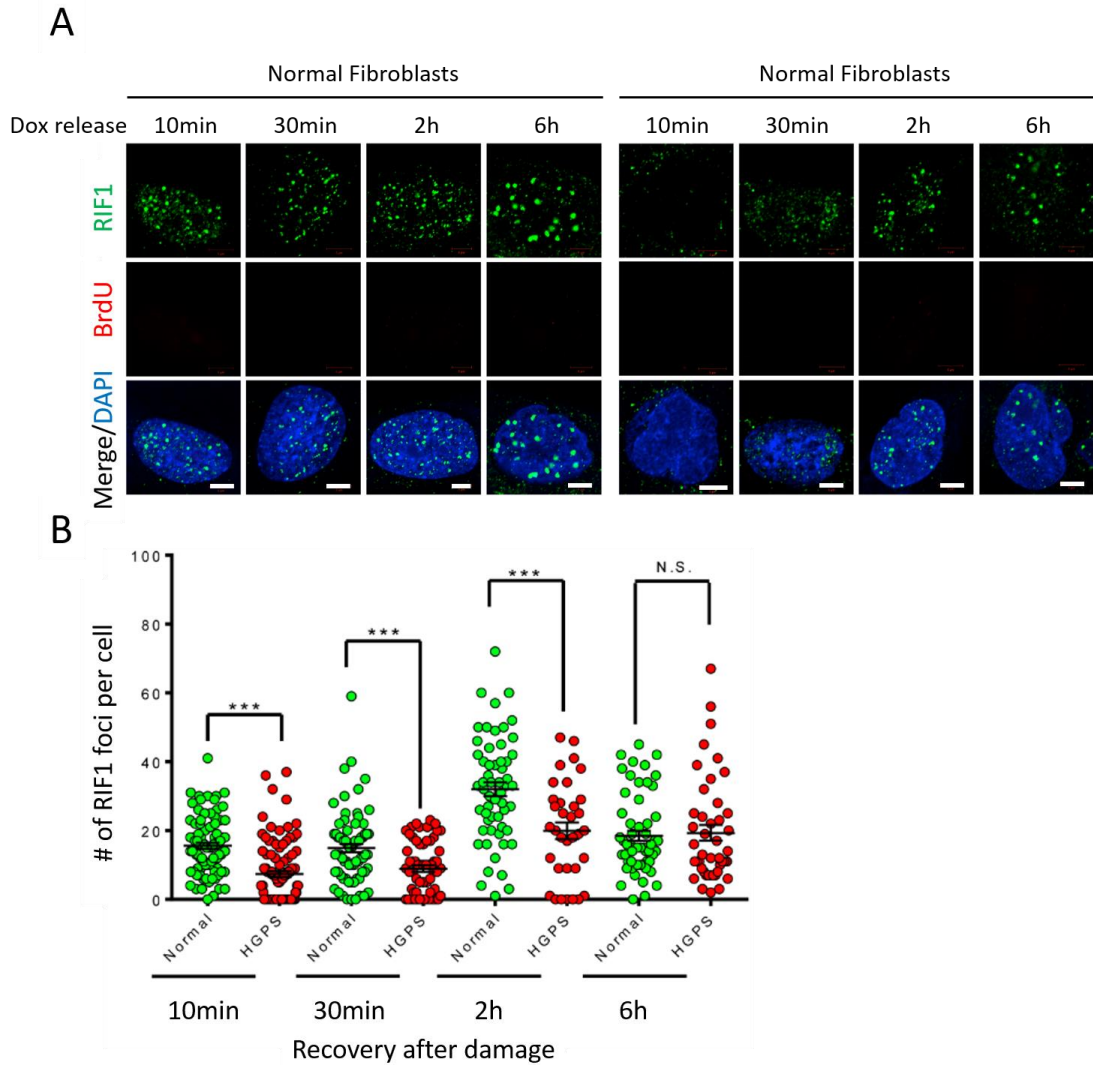 A
Normal Fibroblasts Normal Fibroblasts
Dox release 10min 30min 2h 6h 10min 30min 2h 6h
RIF1
BrdU
Merge/DAPI
B
# of RIF1 foci per cell
100
80
60
40
20
0
*** *** *** N.S.
Normal HGPS Normal HGPS Normal HGPS Normal HGPS
10min 30min 2h 6h
Recovery after damage